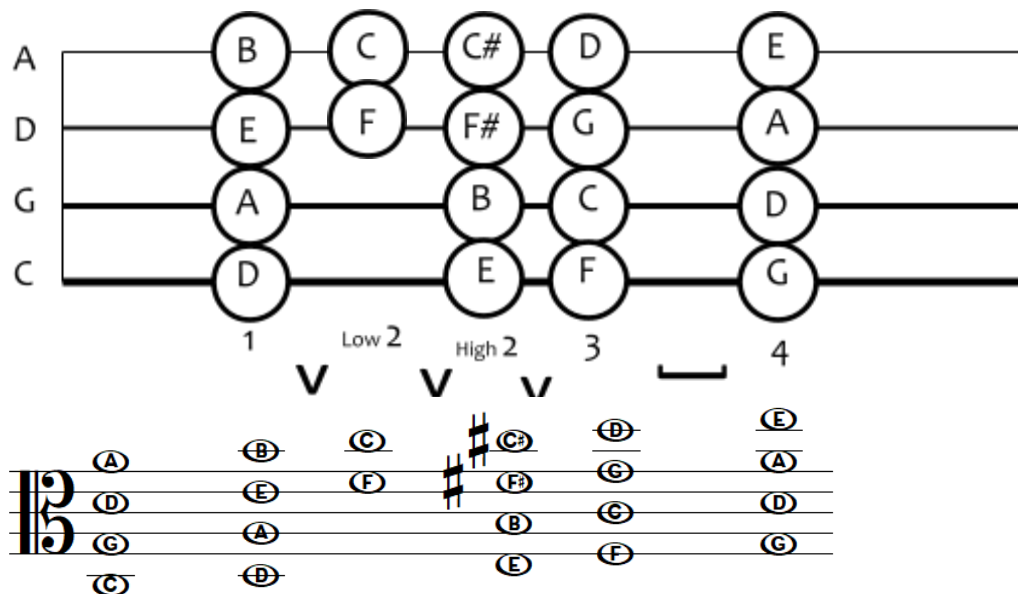 A B C C# D E
D E F F# G A
G A B C D
C D E F G
1 Low 2 High 2 3 4
E
A B C C# D A
D E F F# G D
G A B C G
C D E F